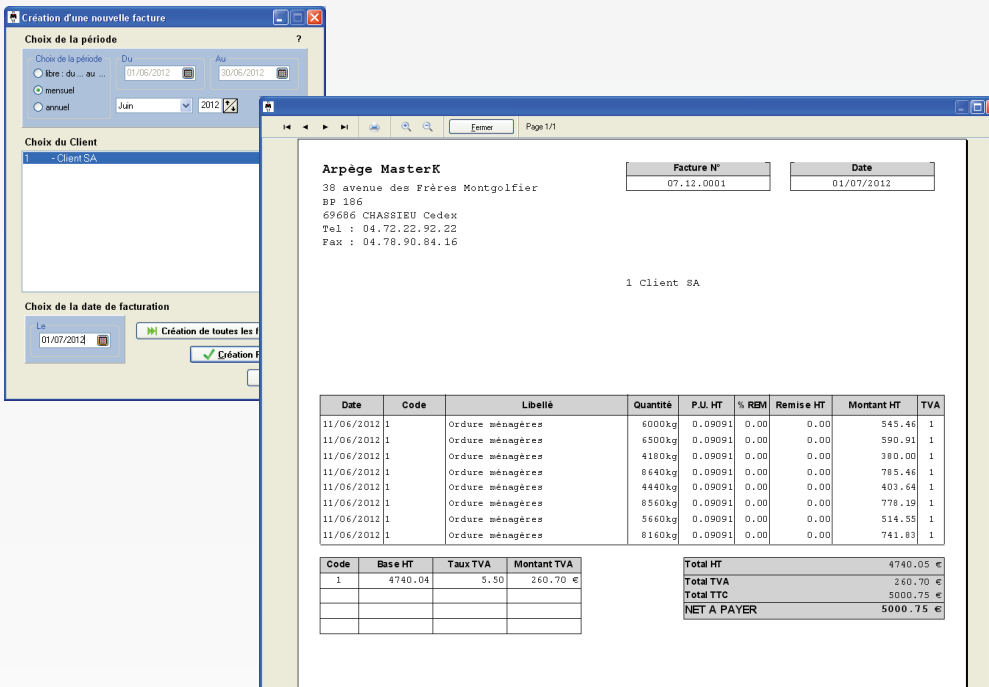 Création d'une nouvelle facture
Choix de la période ?
Choix de la période
libre : du ... au ...
mensuel
annuel
Du
01/06/2012
Au
30/06/2012
Juin 2012
Choix du Client
1 - Client SA
Choix de la date de facturation
Le
01/07/2012
Création de toutes les f
Création F
Fermer Page 1/1
Arpège MasterK
38 avenue des Frères Montgolfier
BP 186
69686 CHASSIEU Cedex
Tel : 04.72.22.92.22
Fax : 04.78.90.84.16
Facture N° Date
07.12.0001 01/07/2012
1 Client SA
Date Code Libellé Quantité P.U. HT % REM Remise HT Montant HT TVA
11/06/2012 1 Ordure ménagères 6000kg 0.09091 0.00 0.00 545.46 1
11/06/2012 1 Ordure ménagères 6500kg 0.09091 0.00 0.00 590.91 1
11/06/2012 1 Ordure ménagères 4180kg 0.09091 0.00 0.00 380.00 1
11/06/2012 1 Ordure ménagères 8640kg 0.09091 0.00 0.00 785.46 1
11/06/2012 1 Ordure ménagères 4440kg 0.09091 0.00 0.00 403.64 1
11/06/2012 1 Ordure ménagères 8560kg 0.09091 0.00 0.00 778.19 1
11/06/2012 1 Ordure ménagères 5660kg 0.09091 0.00 0.00 514.55 1
11/06/2012 1 Ordure ménagères 8160kg 0.09091 0.00 0.00 741.83 1
Code Base HT Taux TVA Montant TVA
1 4740.04 5.50 260.70 €
Total HT 4740.05 €
Total TVA 260.70 €
Total TTC 5000.75 €
NET A PAYER 5000.75 €